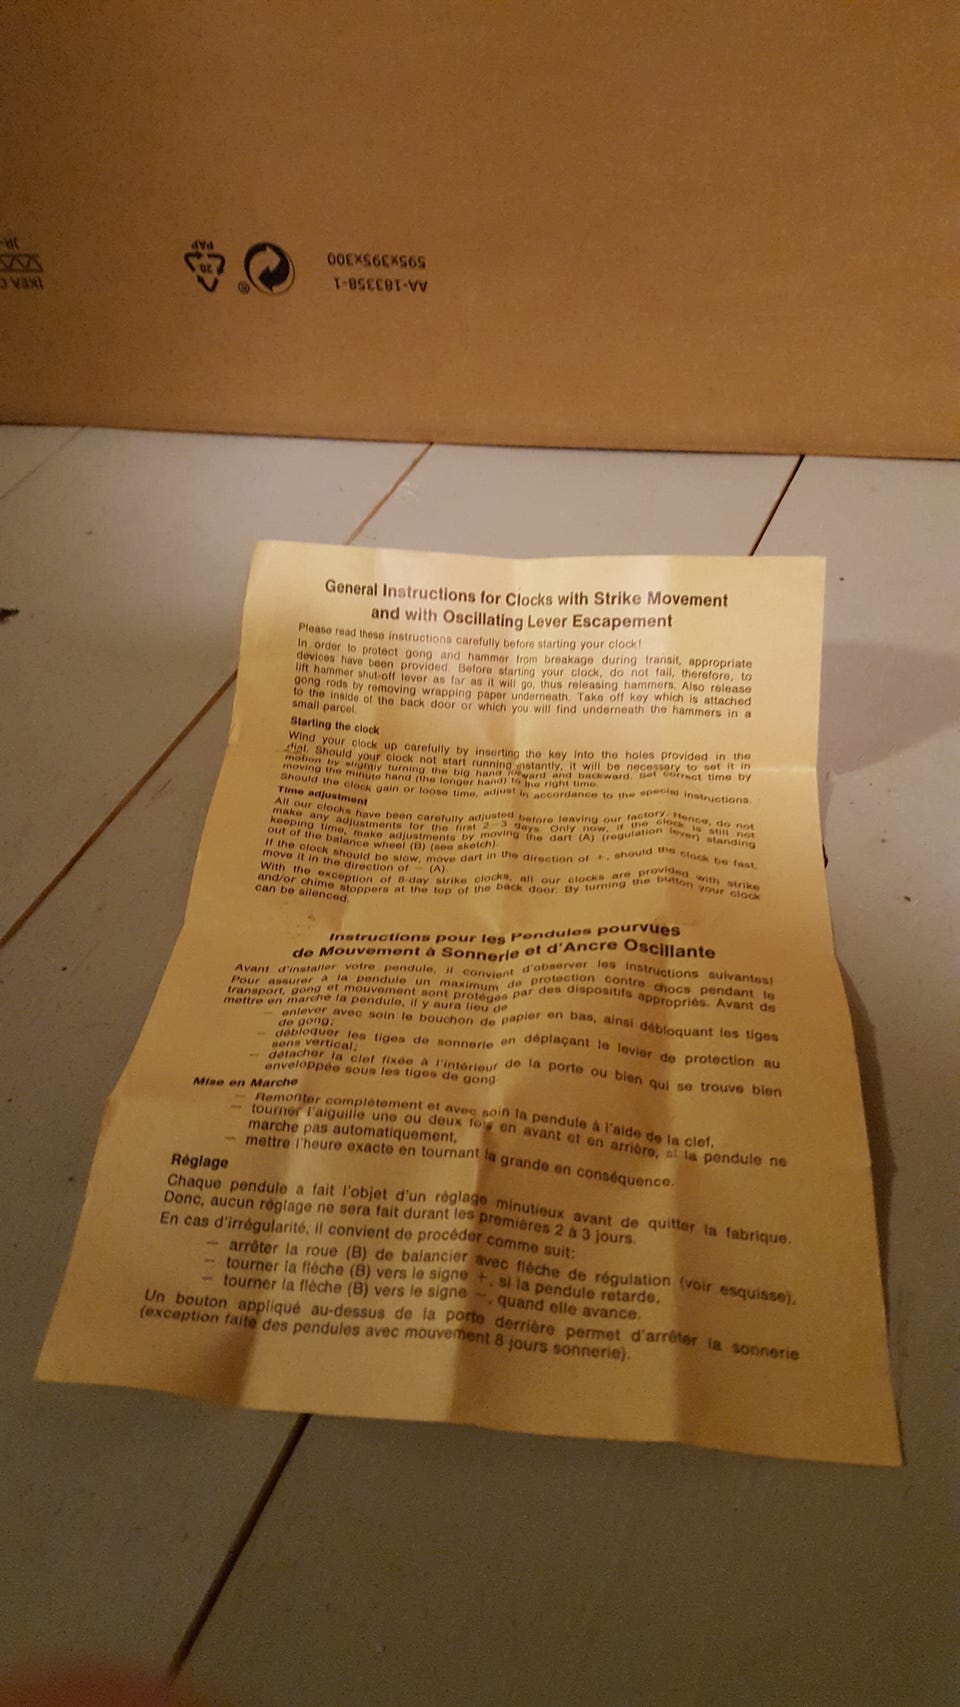 IKEA
JP-
20
PAP
®
AA-183358-1
595x395x300
General Instructions for Clocks with Strike Movement
and with Oscillating Lever Escapement
Please read these instructions carefully before starting your clock!
In order to protect gong and hammer from breakage during transit, appropriate
devices have been provided. Before starting your clock, do not fail, therefore, to
lift hammer shut-off lever as far as it will go, thus releasing hammers. Also release
gong rods by removing wrapping paper underneath. Take off key which is attached
to the inside of the back door or which you will find underneath the hammers in a
small parcel.
Starting the clock
Wind your clock up carefully by inserting the key into the holes provided in the
dial. Should your clock not start running instantly, it will be necessary to set it in
motion by slightly turning the big hand forward and backward. Set correct time by
moving the minute hand (the longer hand) to the right time.
Should the clock gain or loose time, adjust in accordance to the special instructions.
Time adjustment
All our clocks have been carefully adjusted before leaving our factory. Hence, do not
make any adjustments for the first 2–3 days. Only now, if the clock is still not
keeping time, make adjustments by moving the dart (A) (regulation lever) standing
out of the balance wheel (B) (see sketch).
If the clock should be slow, move dart in the direction of +, should the clock be fast,
move it in the direction of — (A).
With the exception of 8-day strike clocks, all our clocks are provided with strike
and/or chime stoppers at the top of the back door. By turning the button your clock
can be silenced.
Instructions pour les Pendules pourvues
de Mouvement à Sonnerie et d'Ancre Oscillante
Avant d'installer votre pendule, il convient d'observer les instructions suivantes!
Pour assurer à la pendule un maximum de protection contre chocs pendant le
transport, gong et mouvement sont protégés par des dispositifs appropriés. Avant de
mettre en marche la pendule, il y aura lieu de
— enlever avec soin le bouchon de papier en bas, ainsi débloquant les tiges
de gong;
— débloquer les tiges de sonnerie en déplaçant le levier de protection au
sens vertical;
— détacher la clef fixée à l'intérieur de la porte ou bien qui se trouve bien
enveloppée sous les tiges de gong
Mise en Marche
— Remonter complètement et avec soin la pendule à l'aide de la clef,
— tourner l'aiguille une ou deux fois en avant et en arrière, si la pendule ne
marche pas automatiquement,
— mettre l'heure exacte en tournant la grande en conséquence.
Réglage
Chaque pendule a fait l'objet d'un réglage minutieux avant de quitter la fabrique.
Donc, aucun réglage ne sera fait durant les premières 2 à 3 jours.
En cas d'irrégularité, il convient de procéder comme suit:
— arrêter la roue (B) de balancier avec flèche de régulation (voir esquisse),
— tourner la flèche (B) vers le signe +, si la pendule retarde,
— tourner la flèche (B) vers le signe —, quand elle avance.
Un bouton appliqué au-dessus de la porte derrière permet d'arrêter la sonnerie
(exception faite des pendules avec mouvement 8 jours sonnerie).